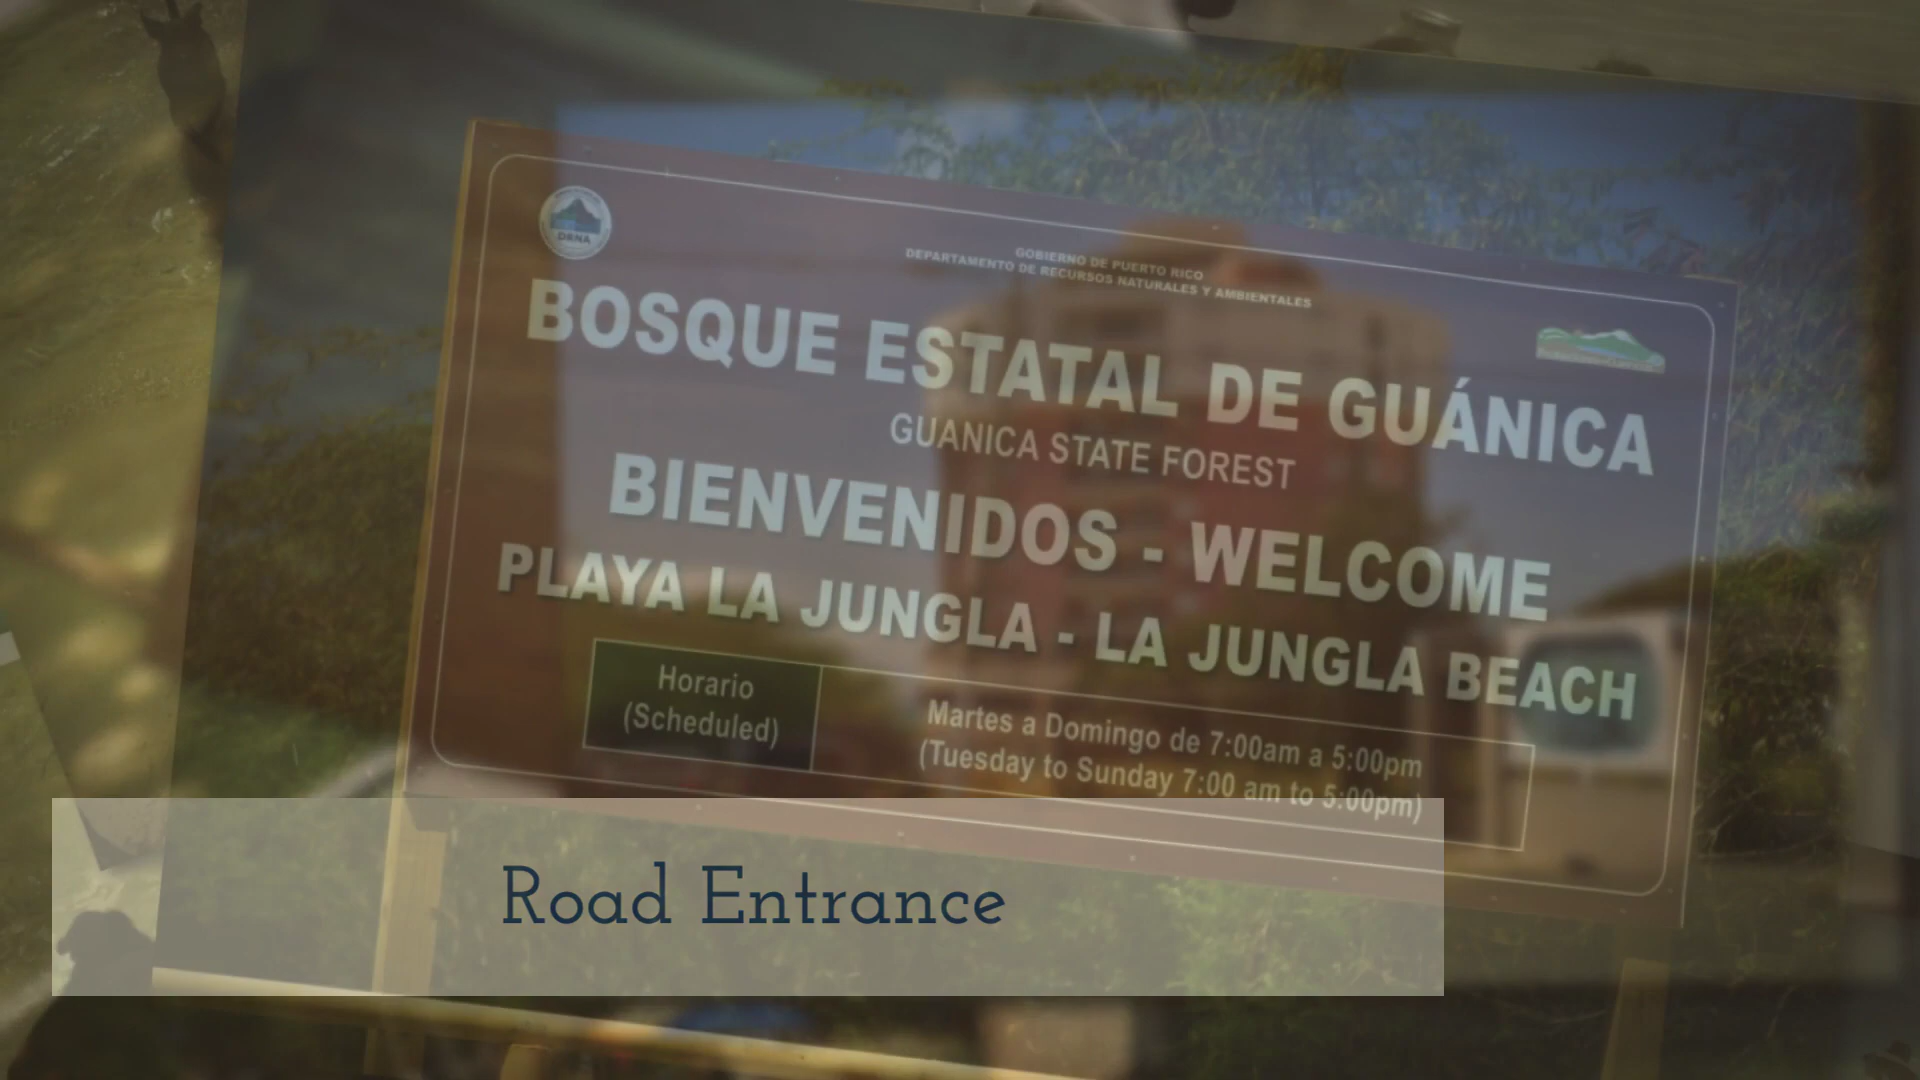 DRNA
GOBIERNO DE PUERTO RICO
DEPARTAMENTO DE RECURSOS NATURALES Y AMBIENTALES
BOSQUE ESTATAL DE GUÁNICA
GUANICA STATE FOREST
BIENVENIDOS - WELCOME
PLAYA LA JUNGLA - LA JUNGLA BEACH
Horario
(Scheduled)
Martes a Domingo de 7:00am a 5:00pm
(Tuesday to Sunday 7:00 am to 5:00pm)
Road Entrance